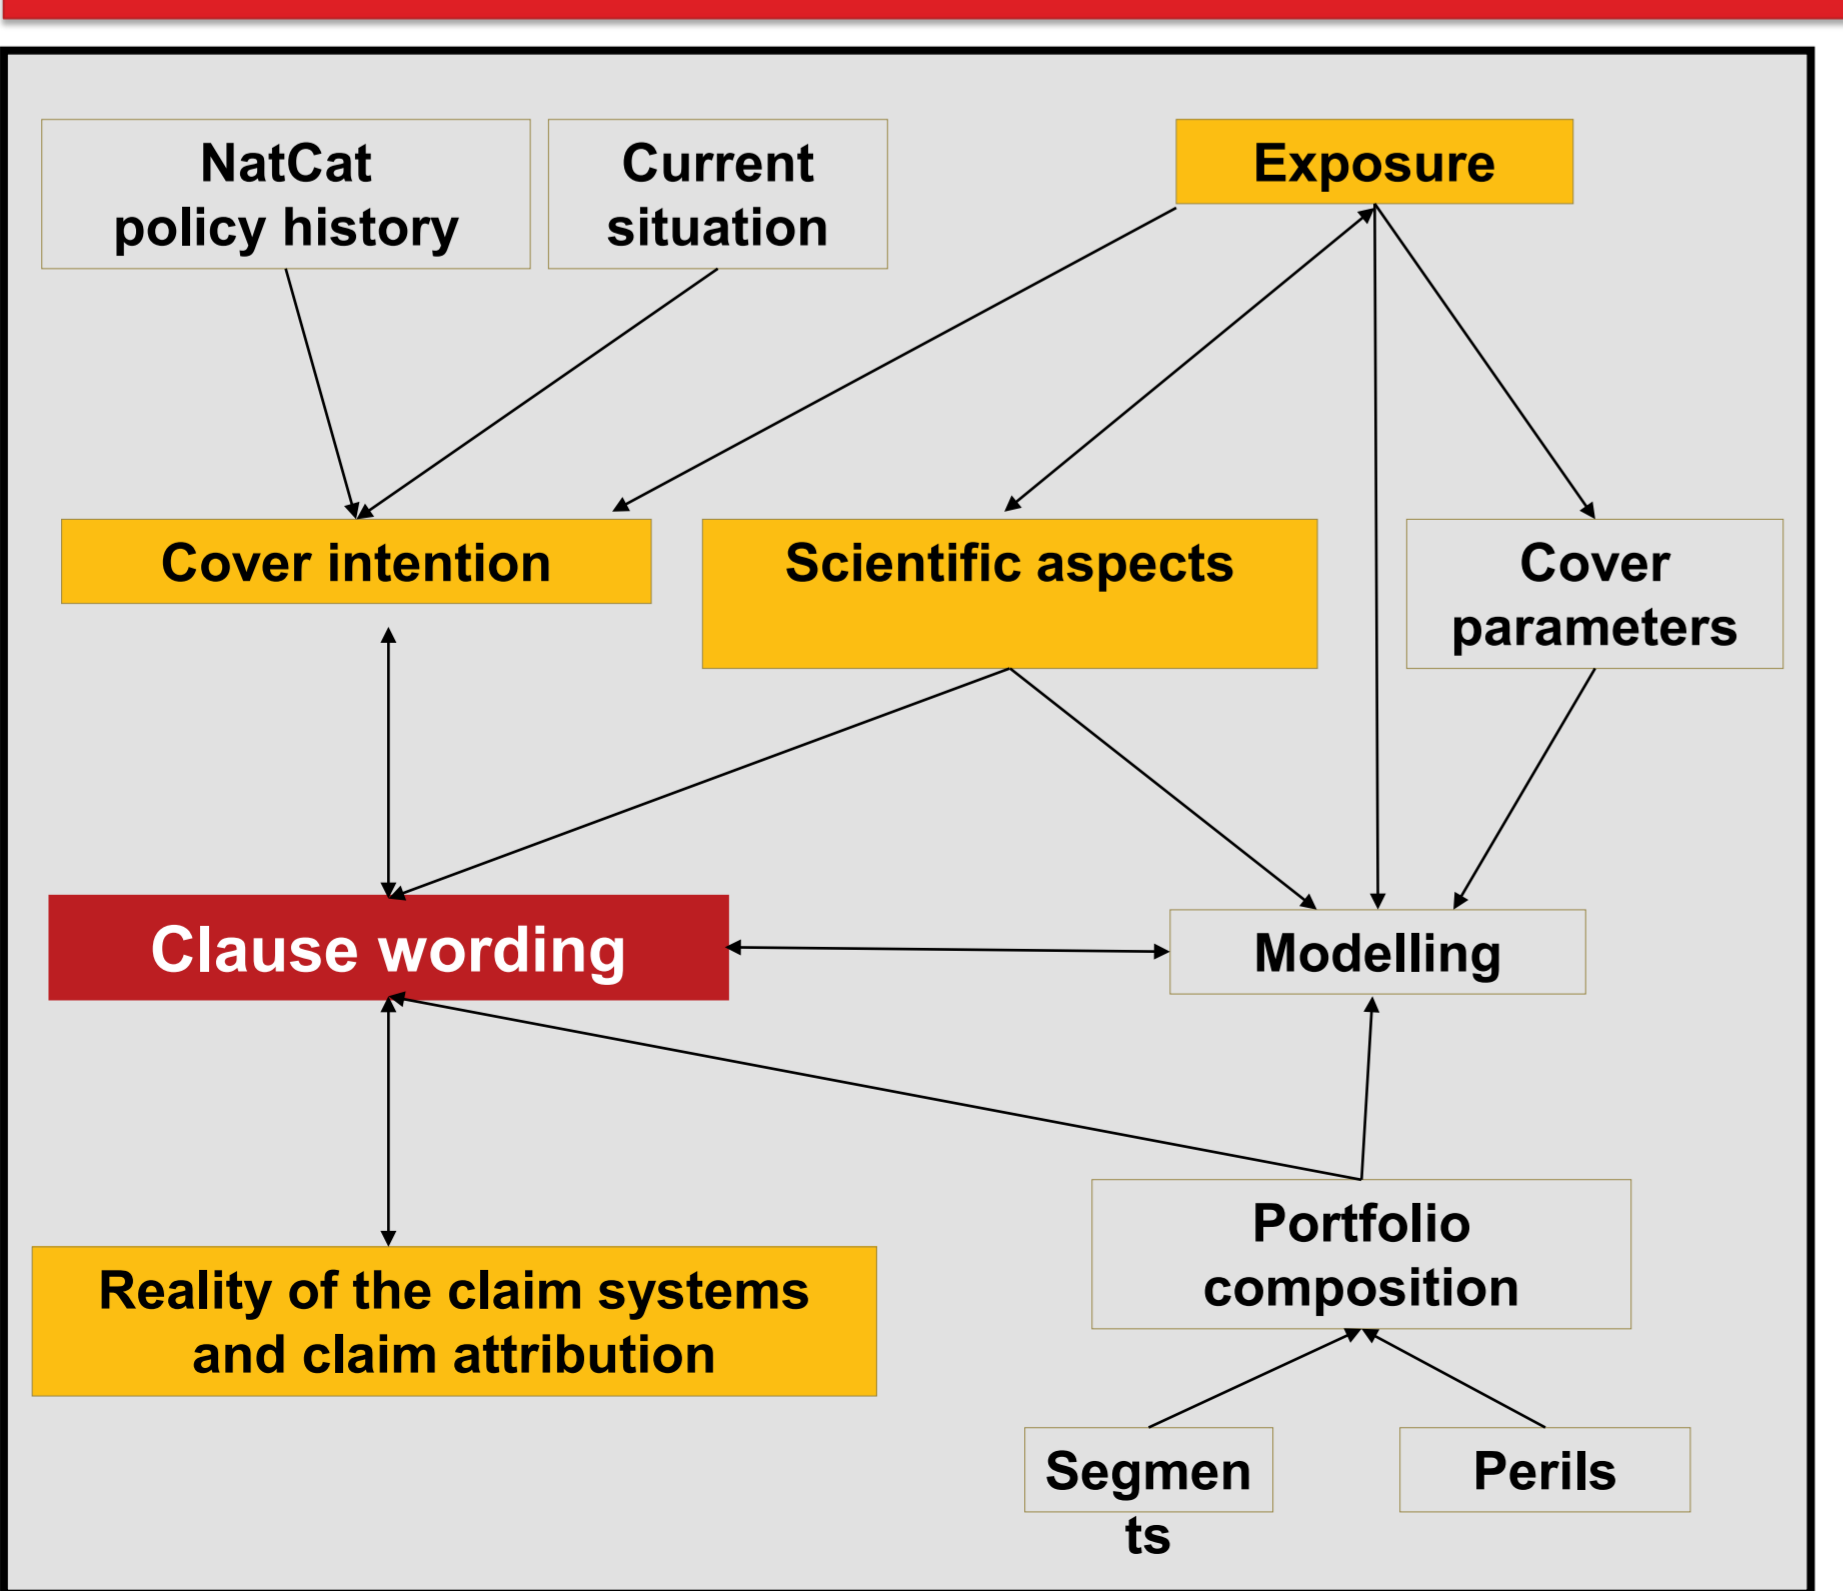 NatCat
policy history
Current
situation
Exposure
Cover intention
Scientific aspects
Cover
parameters
Clause wording
Modelling
Reality of the claim systems
and claim attribution
Portfolio
composition
Segmen
ts
Perils